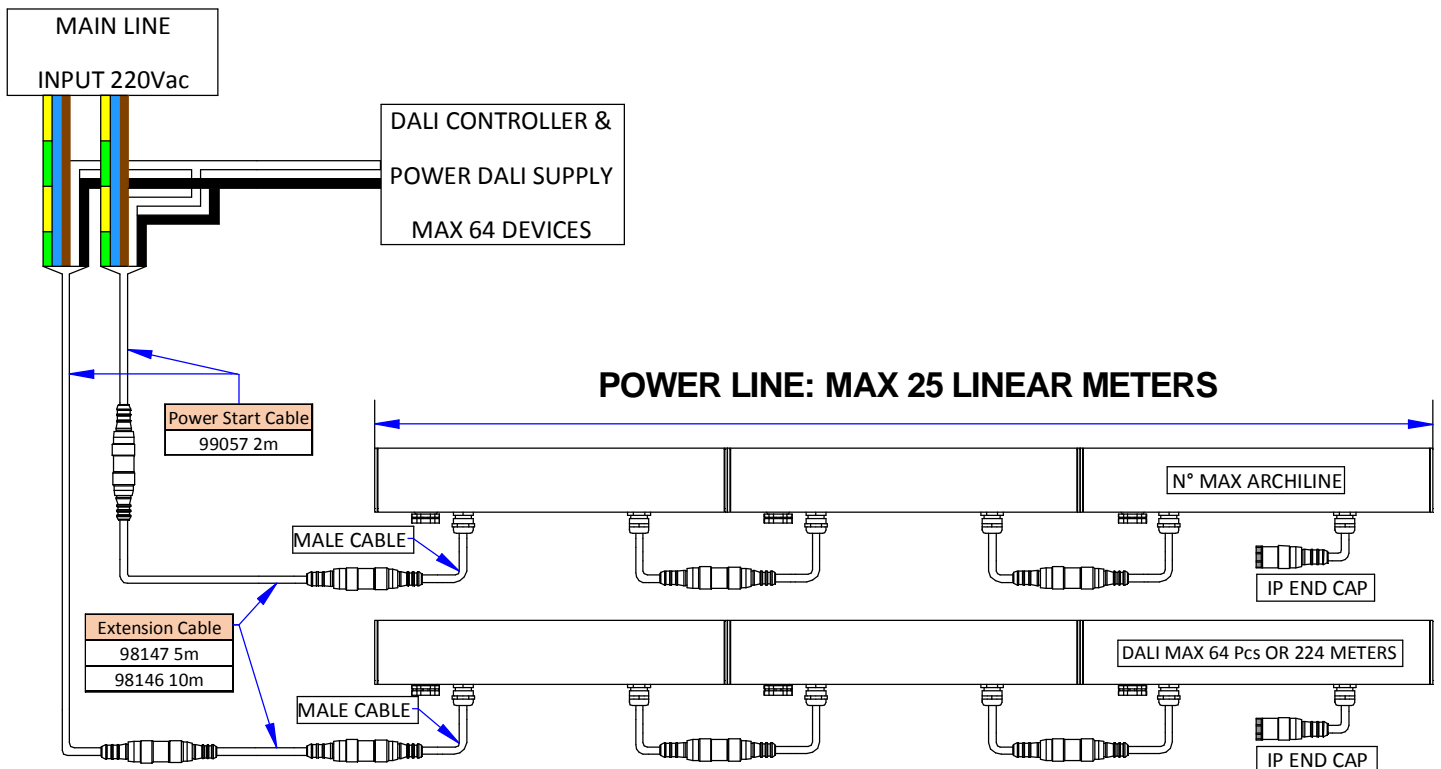 MAIN LINE
INPUT 220Vac
DALI CONTROLLER &
POWER DALI SUPPLY
MAX 64 DEVICES
POWER LINE: MAX 25 LINEAR METERS
Power Start Cable
99057 2m
N° MAX ARCHILINE
MALE CABLE
IP END CAP
Extension Cable
98147 5m
98146 10m
DALI MAX 64 Pcs OR 224 METERS
MALE CABLE
IP END CAP